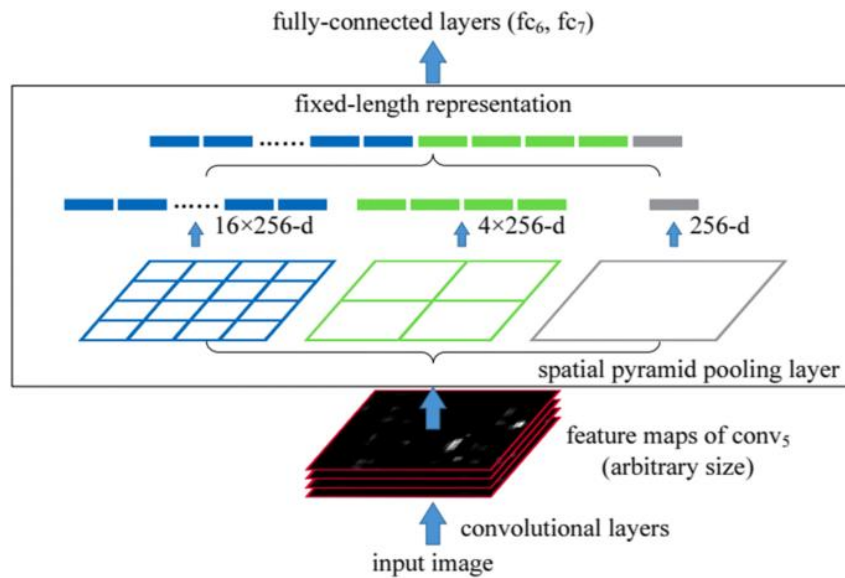 fully-connected layers (fc₆, fc₇)
fixed-length representation
16×256-d
4×256-d
256-d
spatial pyramid pooling layer
feature maps of conv₅
(arbitrary size)
convolutional layers
input image